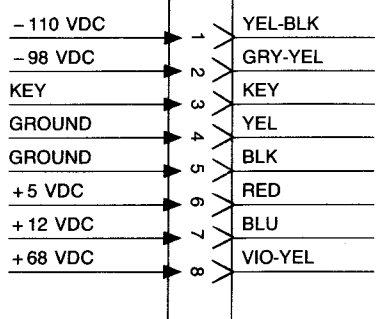 −110 VDC 1 YEL-BLK
−98 VDC 2 GRY-YEL
KEY 3 KEY
GROUND 4 YEL
GROUND 5 BLK
+5 VDC 6 RED
+12 VDC 7 BLU
+68 VDC 8 VIO-YEL